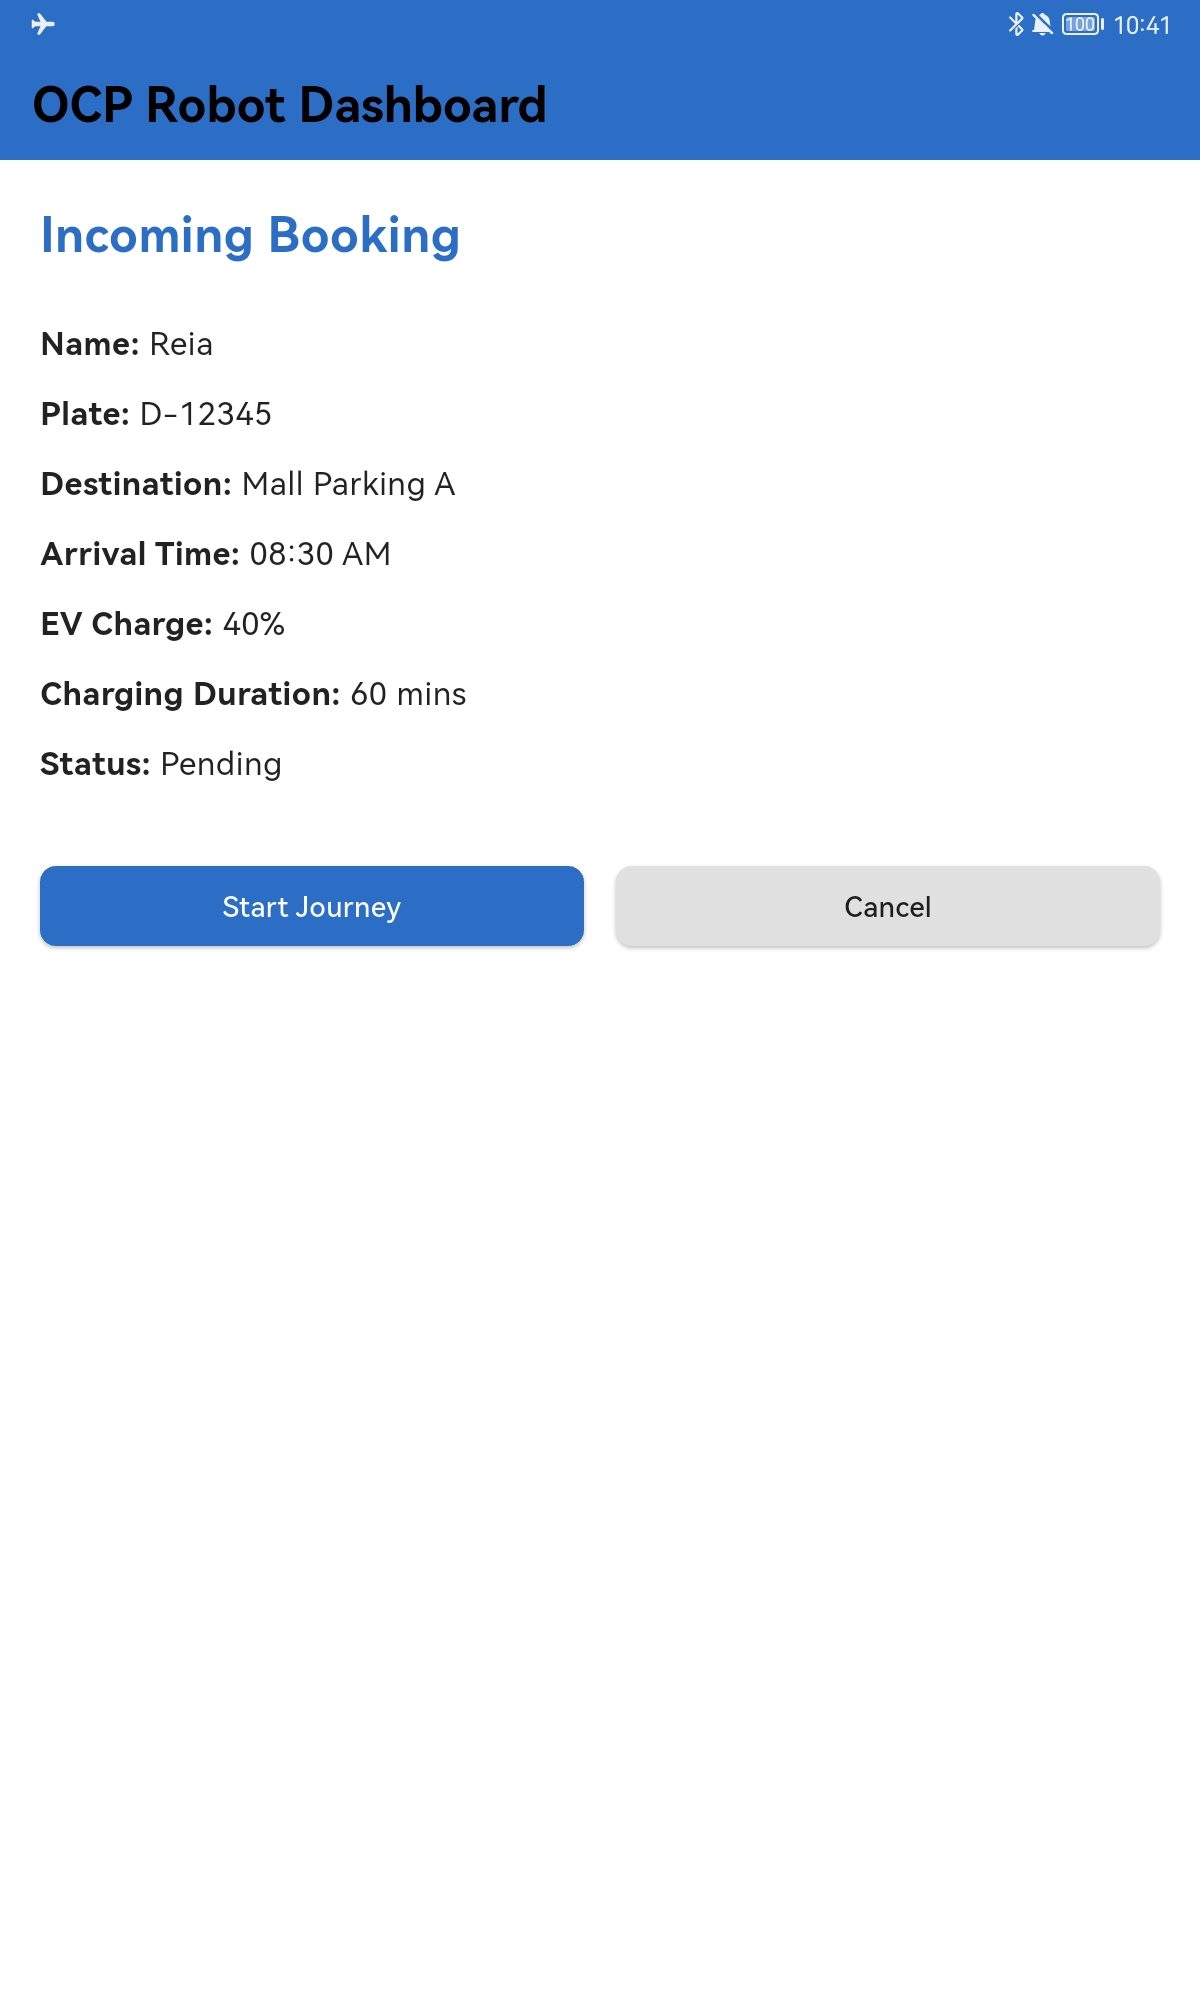 100 10:41
OCP Robot Dashboard
Incoming Booking
Name: Reia
Plate: D-12345
Destination: Mall Parking A
Arrival Time: 08:30 AM
EV Charge: 40%
Charging Duration: 60 mins
Status: Pending
Start Journey
Cancel